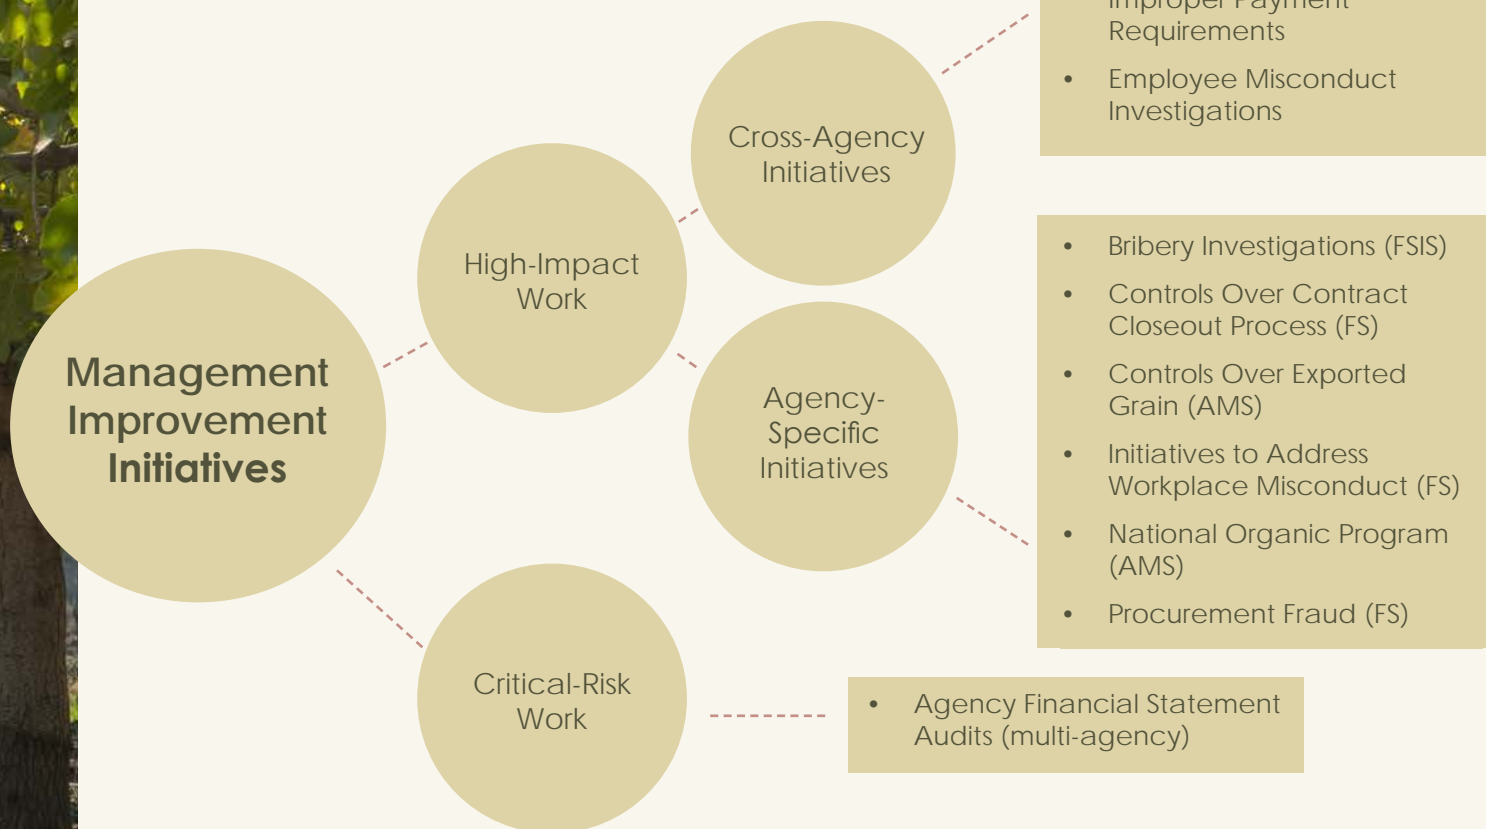 Improper Payment
Requirements
• Employee Misconduct
Investigations
Cross-Agency
Initiatives
High-Impact
Work
Management
Improvement
Initiatives
Agency-
Specific
Initiatives
• Bribery Investigations (FSIS)
• Controls Over Contract
Closeout Process (FS)
• Controls Over Exported
Grain (AMS)
• Initiatives to Address
Workplace Misconduct (FS)
• National Organic Program
(AMS)
• Procurement Fraud (FS)
Critical-Risk
Work
• Agency Financial Statement
Audits (multi-agency)